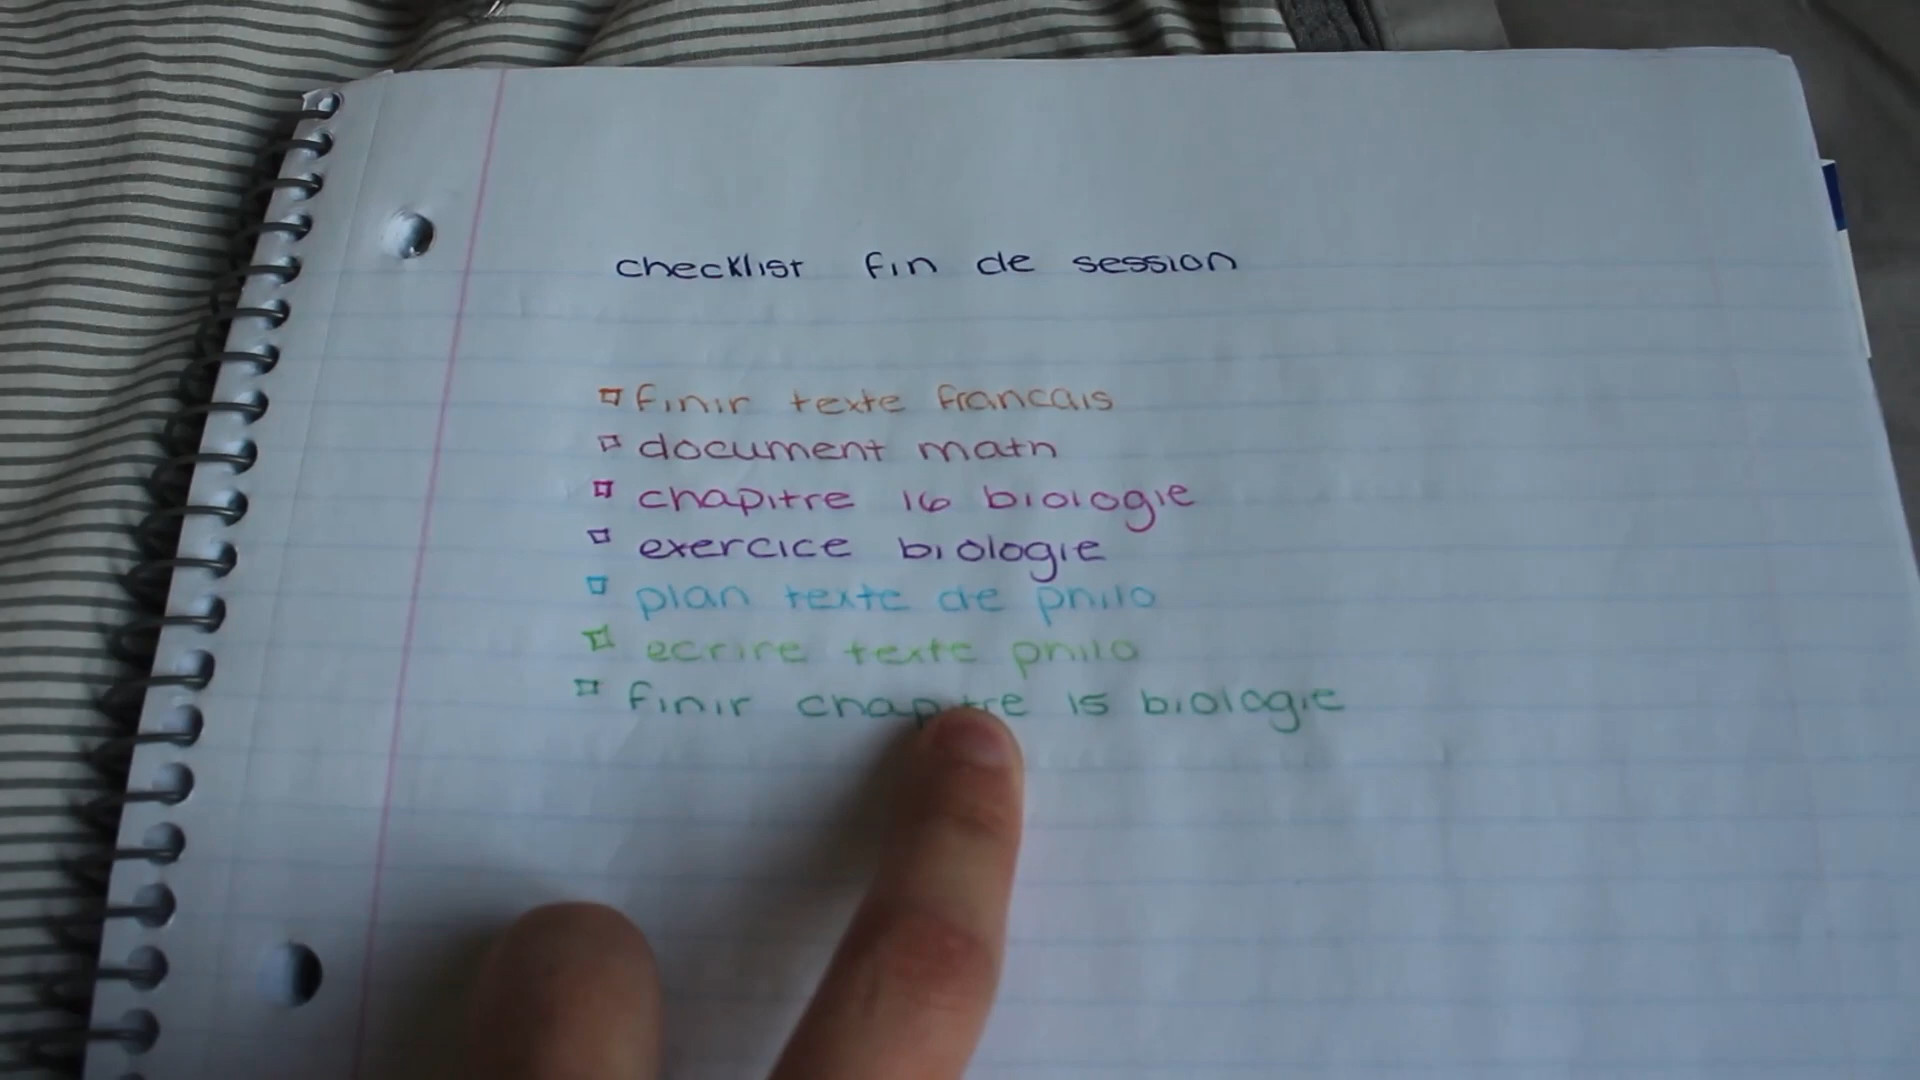 checklist fin de session
finir texte francais
document math
chapitre 16 biologie
exercice biologie
plan texte de philo
ecrire texte philo
finir chapitre 15 biologie